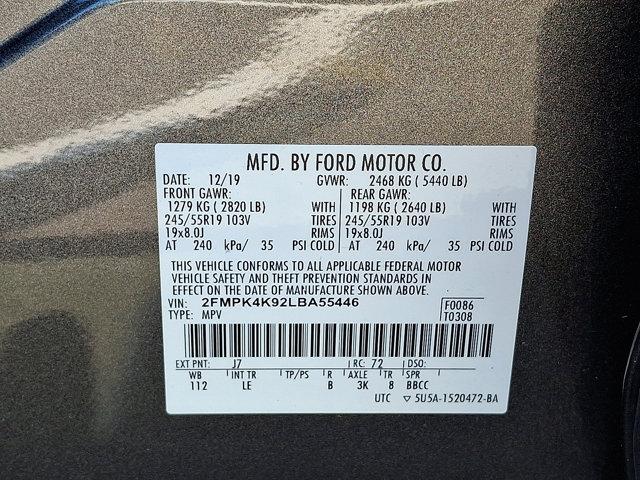 MFD. BY FORD MOTOR CO.
DATE: 12/19 GVWR: 2468 KG ( 5440 LB)
FRONT GAWR: REAR GAWR:
1279 KG ( 2820 LB) WITH 1198 KG ( 2640 LB) WITH
245/55R19 103V TIRES 245/55R19 103V TIRES
19x8.0J RIMS 19x8.0J RIMS
AT 240 kPa/ 35 PSI COLD AT 240 kPa/ 35 PSI COLD
THIS VEHICLE CONFORMS TO ALL APPLICABLE FEDERAL MOTOR
VEHICLE SAFETY AND THEFT PREVENTION STANDARDS IN
EFFECT ON THE DATE OF MANUFACTURE SHOWN ABOVE.
VIN: 2FMPK4K92LBA55446 F0086
TYPE: MPV T0308
EXT PNT: J7 RC: 72 DSO:
WB INT TR TP/PS R AXLE TR SPR
112 LE B 3K 8 BBCC
UTC ▽ 5U5A-1520472-BA